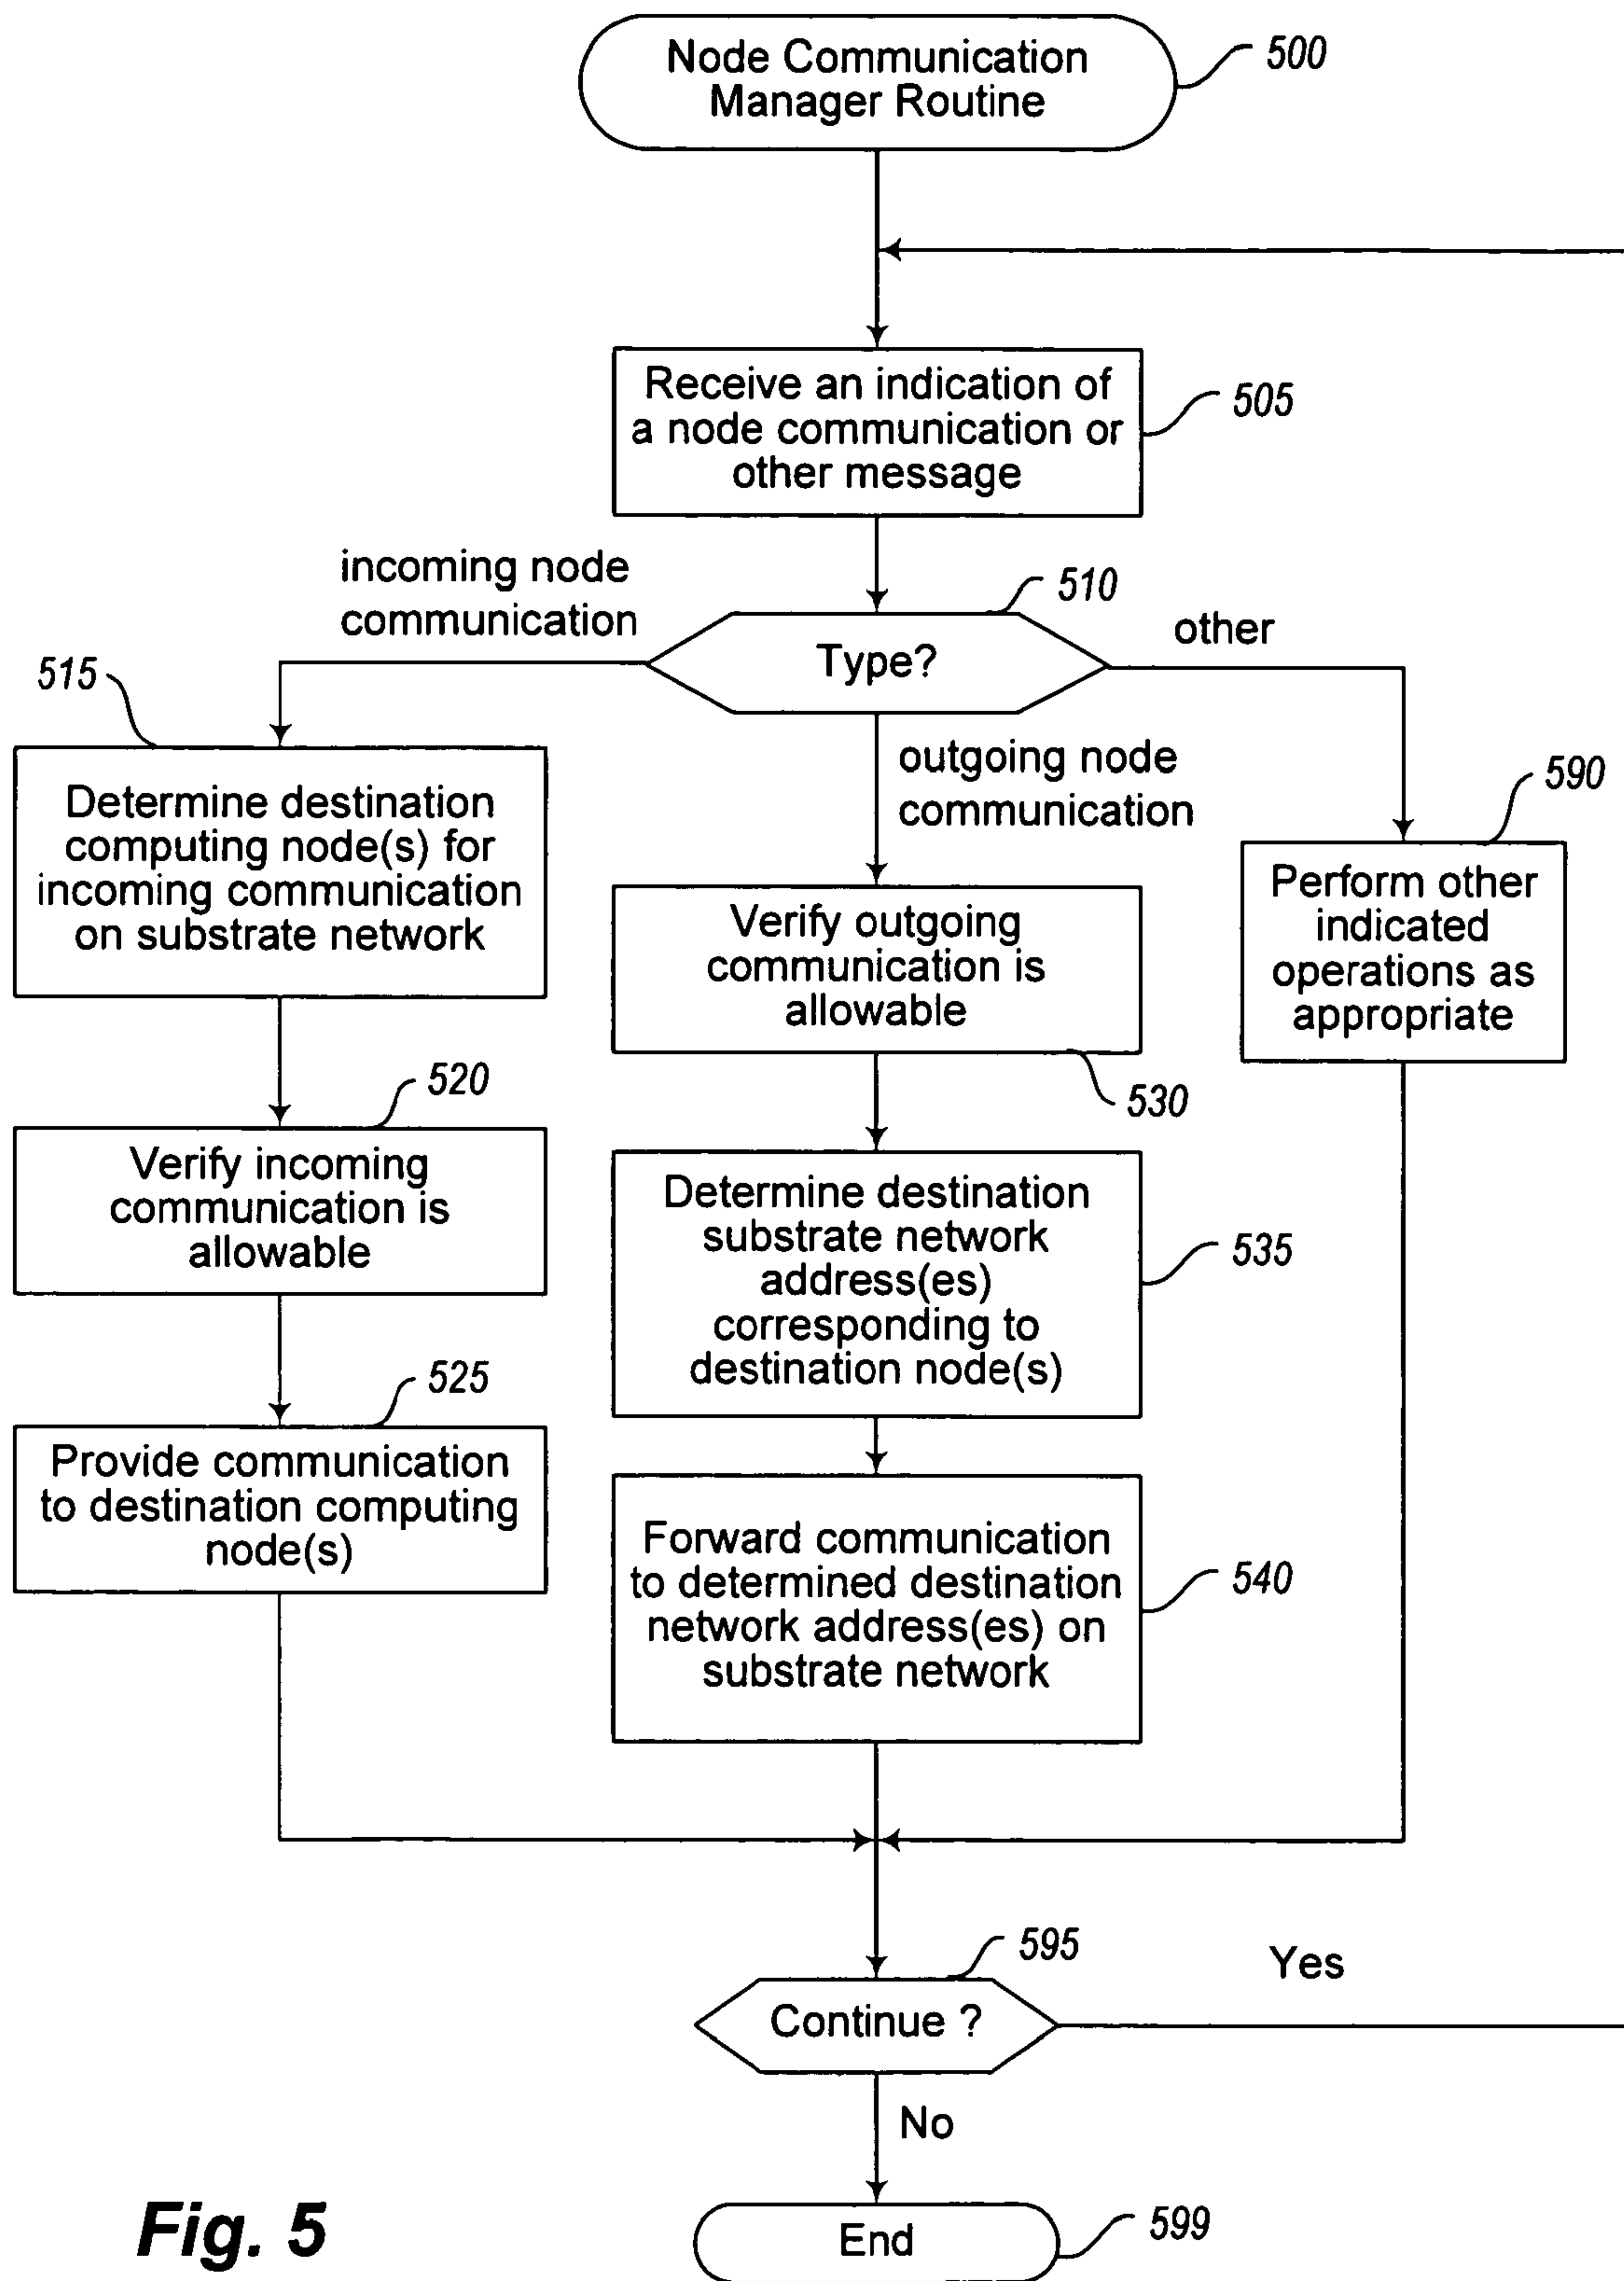 Node Communication
Manager Routine
500
Receive an indication of
a node communication or
other message
505
incoming node
communication
510
Type?
other
515
Determine destination
computing node(s) for
incoming communication
on substrate network
outgoing node
communication
590
Perform other
indicated
operations as
appropriate
Verify outgoing
communication is
allowable
530
520
Verify incoming
communication is
allowable
Determine destination
substrate network
address(es)
corresponding to
destination node(s)
535
525
Provide communication
to destination computing
node(s)
Forward communication
to determined destination
network address(es) on
substrate network
540
595
Continue ?
Yes
No
End
599
Fig. 5